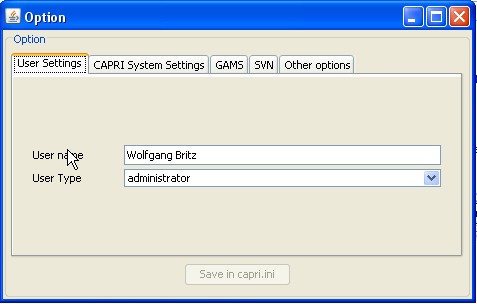 Option
Option
User Settings CAPRI System Settings GAMS SVN Other options
User name Wolfgang Britz
User Type administrator
Save in capri.ini